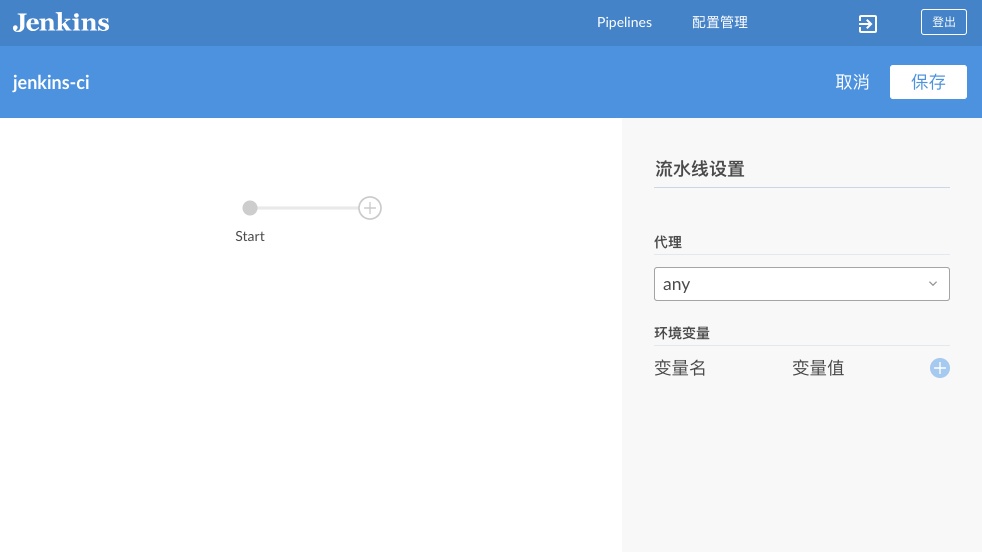 Jenkins
Pipelines
配置管理
登出
jenkins-ci
取消
保存
Start
流水线设置
代理
any
环境变量
变量名
变量值